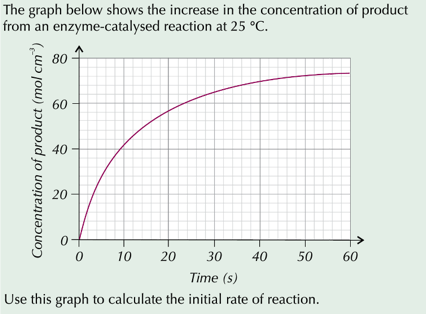 The graph below shows the increase in the concentration of product
from an enzyme-catalysed reaction at 25 °C.
Concentration of product (mol cm⁻³)
80
60
40
20
0
0 10 20 30 40 50 60
Time (s)
Use this graph to calculate the initial rate of reaction.